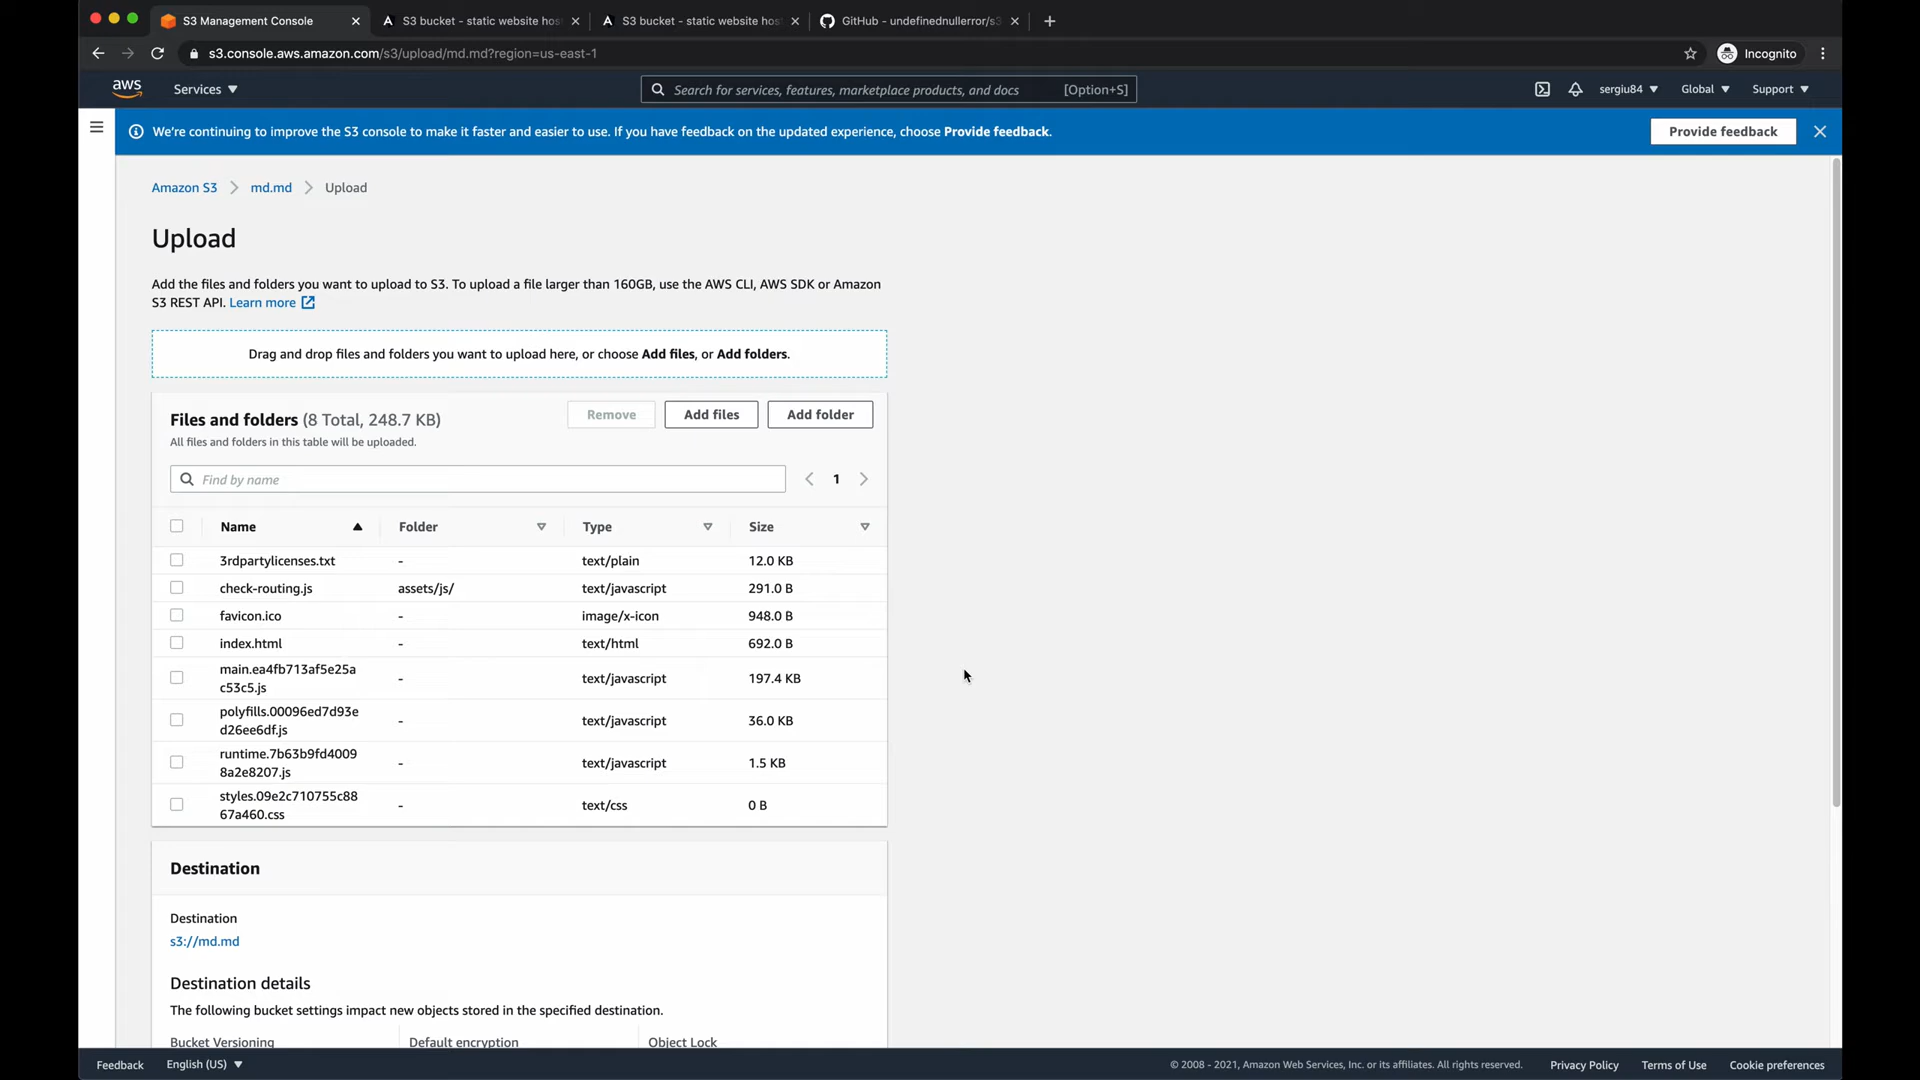 S3 Management Console
S3 bucket - static website hos
S3 bucket - static website hos
GitHub - undefinednullerror/s3
s3.console.aws.amazon.com/s3/upload/md.md?region=us-east-1
Incognito
aws
Services
Search for services, features, marketplace products, and docs
[Option+S]
sergiu84
Global
Support
We're continuing to improve the S3 console to make it faster and easier to use. If you have feedback on the updated experience, choose Provide feedback.
Provide feedback
Amazon S3
md.md
Upload
Upload
Add the files and folders you want to upload to S3. To upload a file larger than 160GB, use the AWS CLI, AWS SDK or Amazon
S3 REST API. Learn more
Drag and drop files and folders you want to upload here, or choose Add files, or Add folders.
Files and folders (8 Total, 248.7 KB)
All files and folders in this table will be uploaded.
Remove
Add files
Add folder
Find by name
1
Name Folder Type Size
3rdpartylicenses.txt - text/plain 12.0 KB
check-routing.js assets/js/ text/javascript 291.0 B
favicon.ico - image/x-icon 948.0 B
index.html - text/html 692.0 B
main.ea4fb713af5e25a
c53c5.js - text/javascript 197.4 KB
polyfills.00096ed7d93e
d26ee6df.js - text/javascript 36.0 KB
runtime.7b63b9fd4009
8a2e8207.js - text/javascript 1.5 KB
styles.09e2c710755c88
67a460.css - text/css 0 B
Destination
Destination
s3://md.md
Destination details
The following bucket settings impact new objects stored in the specified destination.
Bucket Versioning Default encryption Object Lock
Feedback
English (US)
© 2008 - 2021, Amazon Web Services, Inc. or its affiliates. All rights reserved.
Privacy Policy
Terms of Use
Cookie preferences